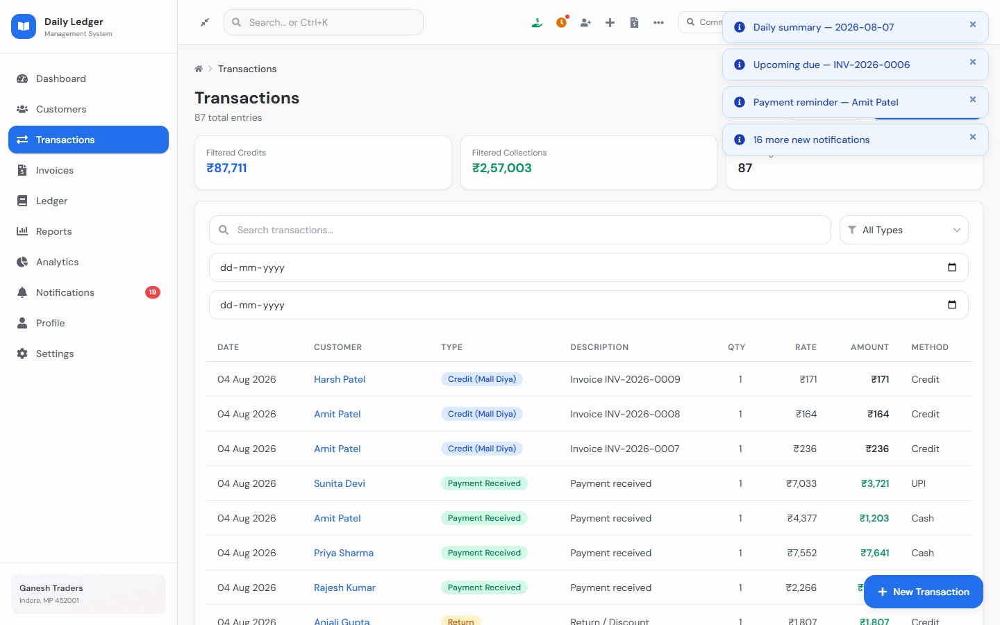 Daily Ledger
Management System
Dashboard
Customers
Transactions
Invoices
Ledger
Reports
Analytics
Notifications 19
Profile
Settings
Ganesh Traders
Indore, MP 452001
Search... or Ctrl+K
Daily summary — 2026-08-07
Upcoming due — INV-2026-0006
Payment reminder — Amit Patel
16 more new notifications
Transactions
Transactions
87 total entries
Filtered Credits
₹87,711
Filtered Collections
₹2,57,003
87
Search transactions...
All Types
dd-mm-yyyy
dd-mm-yyyy
DATE CUSTOMER TYPE DESCRIPTION QTY RATE AMOUNT METHOD
04 Aug 2026 Harsh Patel Credit (Mall Diya) Invoice INV-2026-0009 1 ₹171 ₹171 Credit
04 Aug 2026 Amit Patel Credit (Mall Diya) Invoice INV-2026-0008 1 ₹164 ₹164 Credit
04 Aug 2026 Amit Patel Credit (Mall Diya) Invoice INV-2026-0007 1 ₹236 ₹236 Credit
04 Aug 2026 Sunita Devi Payment Received Payment received 1 ₹7,033 ₹3,721 UPI
04 Aug 2026 Amit Patel Payment Received Payment received 1 ₹4,377 ₹1,203 Cash
04 Aug 2026 Priya Sharma Payment Received Payment received 1 ₹7,552 ₹7,641 Cash
04 Aug 2026 Rajesh Kumar Payment Received Payment received 1 ₹2,266
04 Aug 2026 Anjali Gupta Return Return / Discount 1 ₹1,807 ₹1,807 Credit
New Transaction